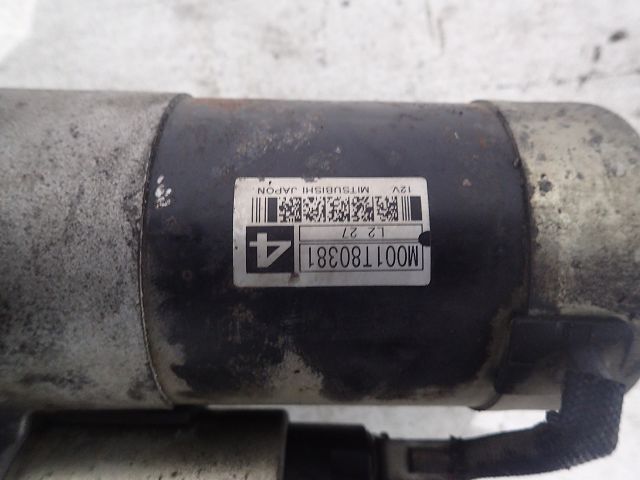 M001T80381
4
L2 27
12V MITSUBISHI JAPON.